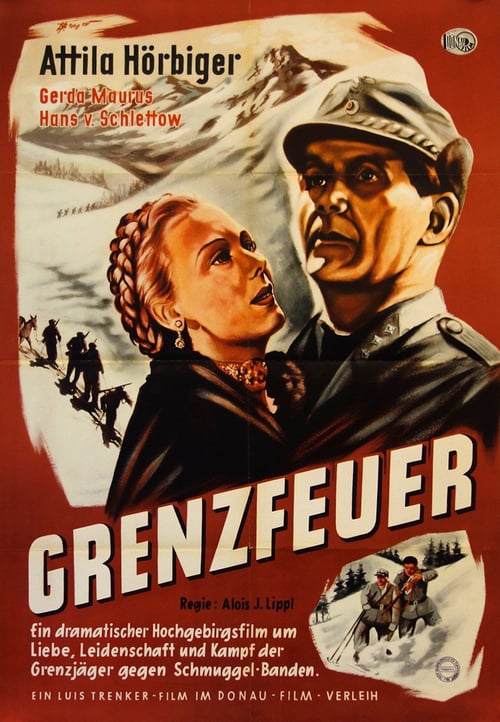 Attila Hörbiger
Gerda Maurus
Hans v. Schlettow
GRENZFEUER
Regie: Alois J. Lippl
Ein dramatischer Hochgebirgsfilm um
Liebe, Leidenschaft und Kampf der
Grenzjäger gegen Schmuggel-Banden.
EIN LUIS TRENKER-FILM IM DONAU-FILM-VERLEIH